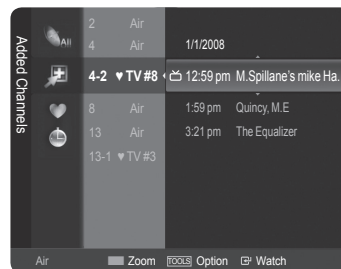 Added Channels
All
2 Air
4 Air 1/1/2008
4-2 ♥ TV #8 12:59 pm M.Spillane's mike Ha.
8 Air 1:59 pm Quincy, M.E
13 Air 3:21 pm The Equalizer
13-1 ♥ TV #3
Air Zoom TOOLS Option Watch